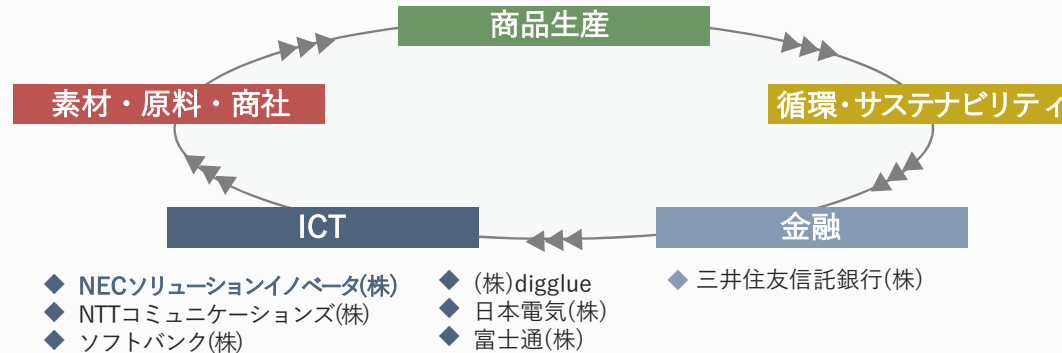 商品生産
素材・原料・商社
循環・サステナビリティ
ICT
金融
NECソリューションイノベータ(株)
NTTコミュニケーションズ(株)
ソフトバンク(株)
(株)digglue
日本電気(株)
富士通(株)
三井住友信託銀行(株)